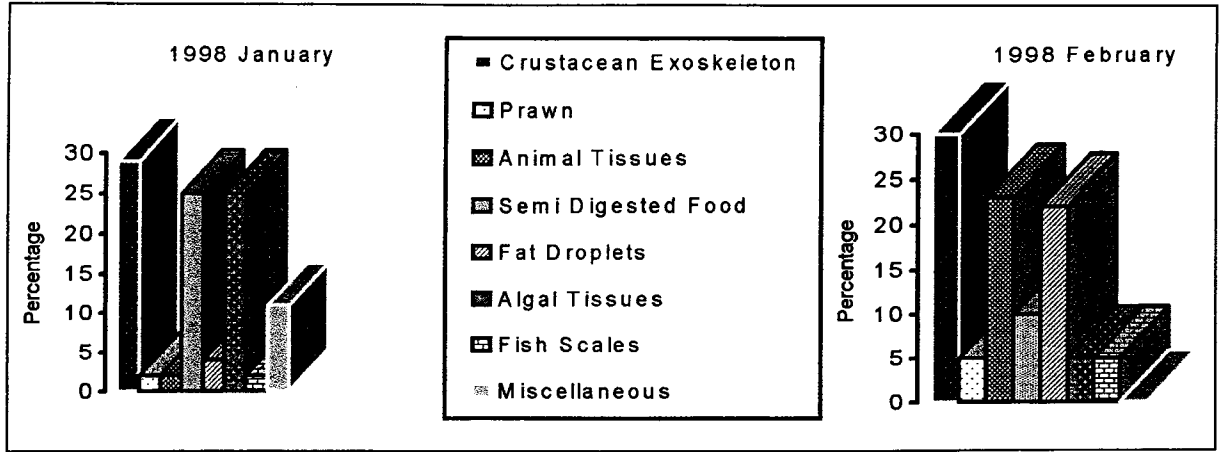 1998 January
Percentage
30
25
20
15
10
5
0
Crustacean Exoskeleton
Prawn
Animal Tissues
Semi Digested Food
Fat Droplets
Algal Tissues
Fish Scales
Miscellaneous
1998 February
Percentage
30
25
20
15
10
5
0